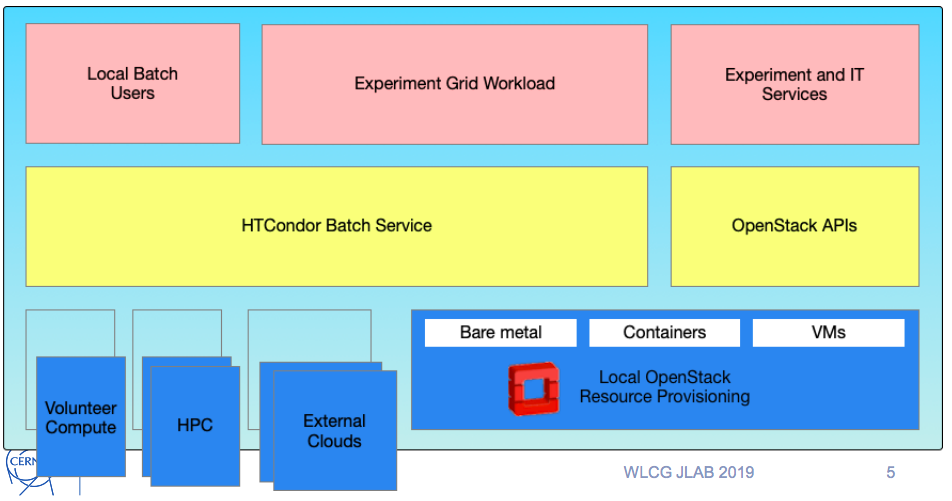 Local Batch
Users
Experiment Grid Workload
Experiment and IT
Services
HTCondor Batch Service
OpenStack APIs
Bare metal
Containers
VMs
Local OpenStack
Resource Provisioning
Volunteer
Compute
HPC
External
Clouds
CERN
WLCG JLAB 2019
5